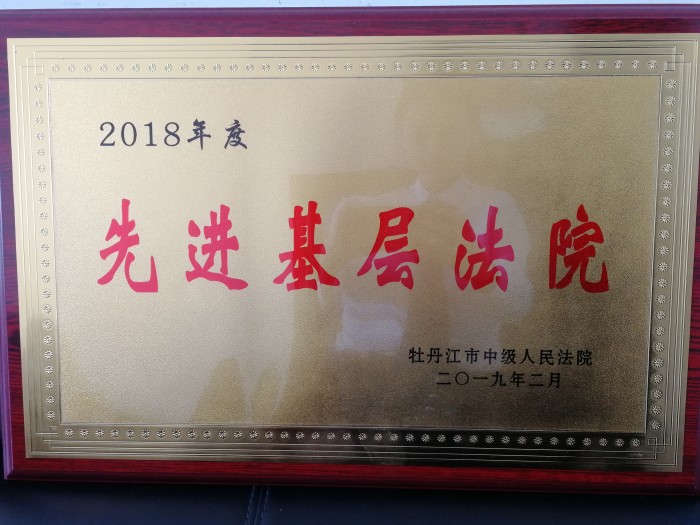 2018年度
先进基层法院
牡丹江市中级人民法院
二〇一九年二月